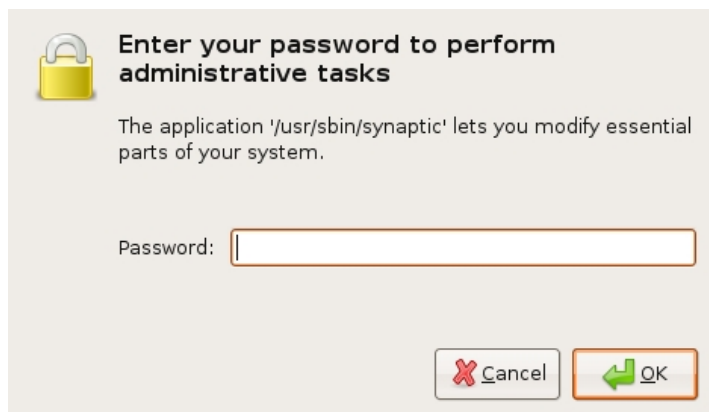 Enter your password to perform
administrative tasks
The application '/usr/sbin/synaptic' lets you modify essential
parts of your system.
Password:
Cancel
OK